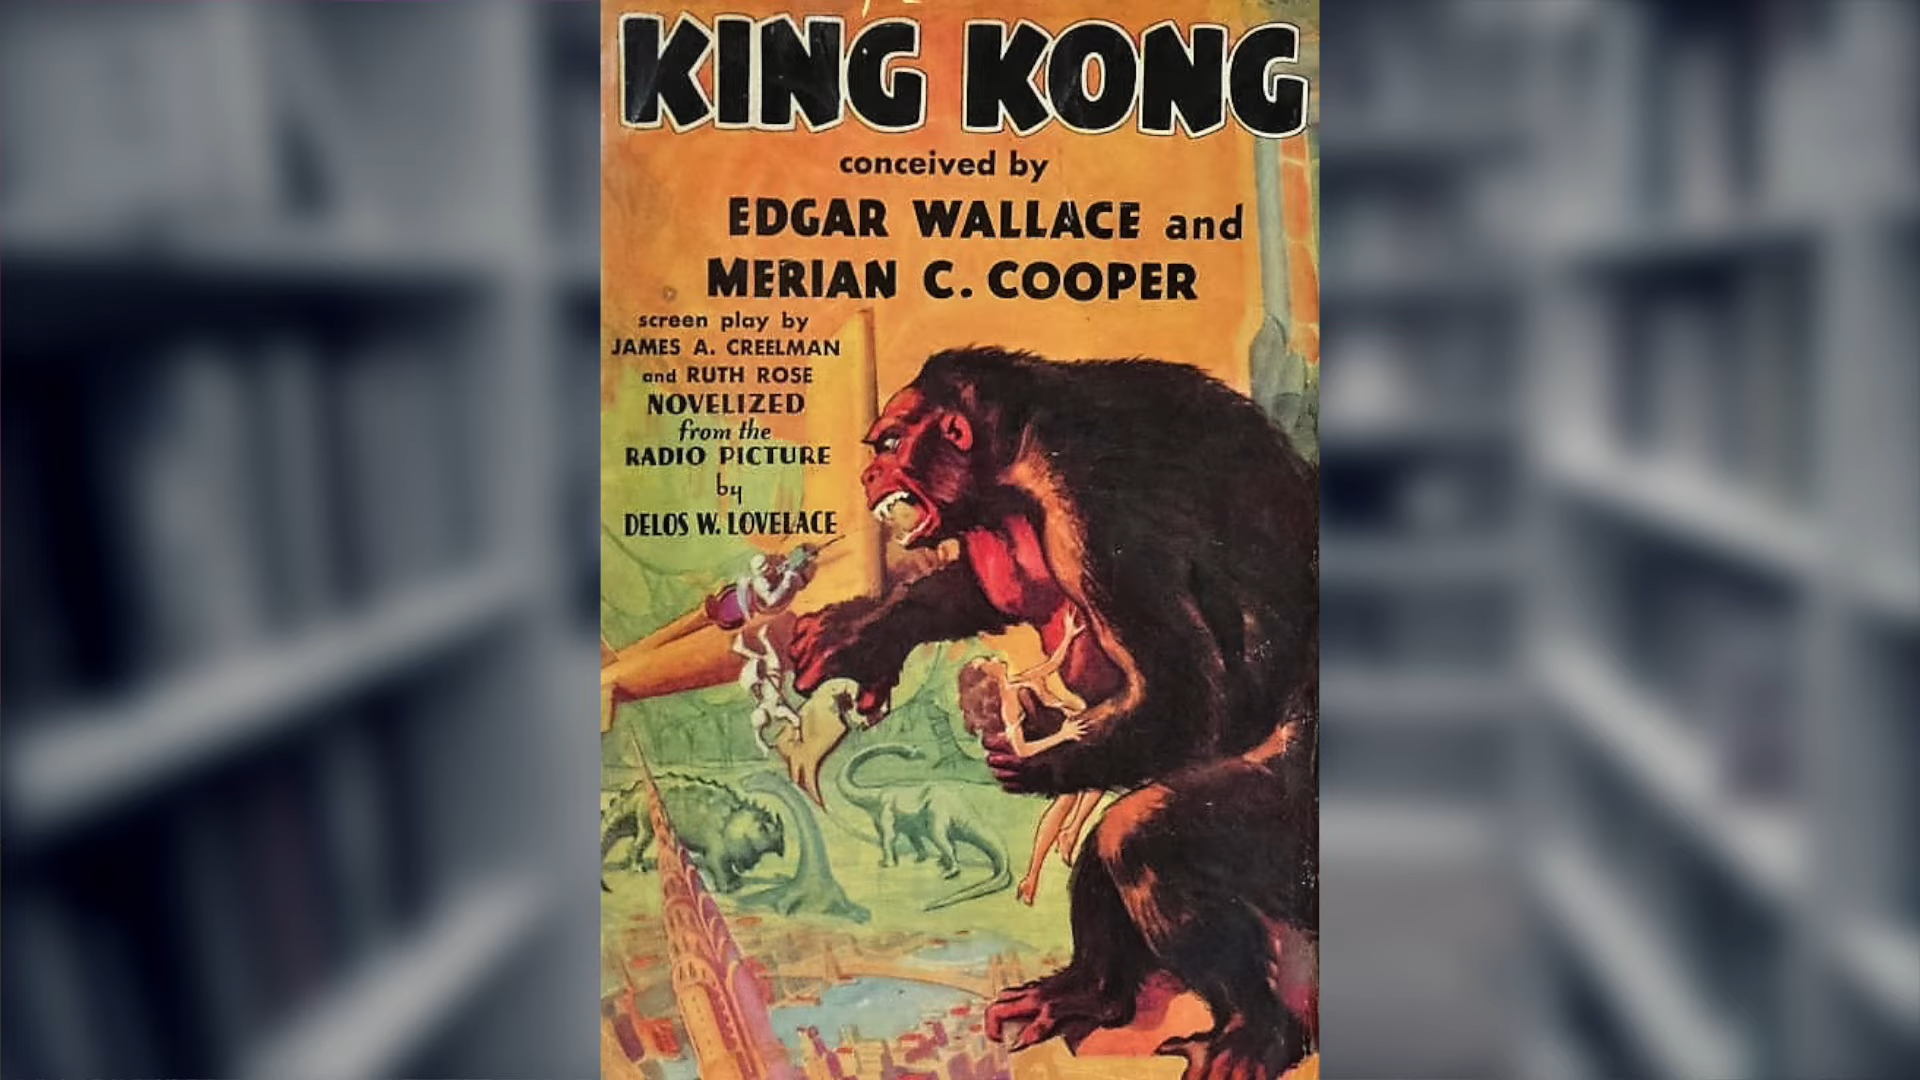 KING KONG
conceived by
EDGAR WALLACE and
MERIAN C. COOPER
screen play by
JAMES A. CREELMAN
and RUTH ROSE
NOVELIZED
from the
RADIO PICTURE
by
DELOS W. LOVELACE